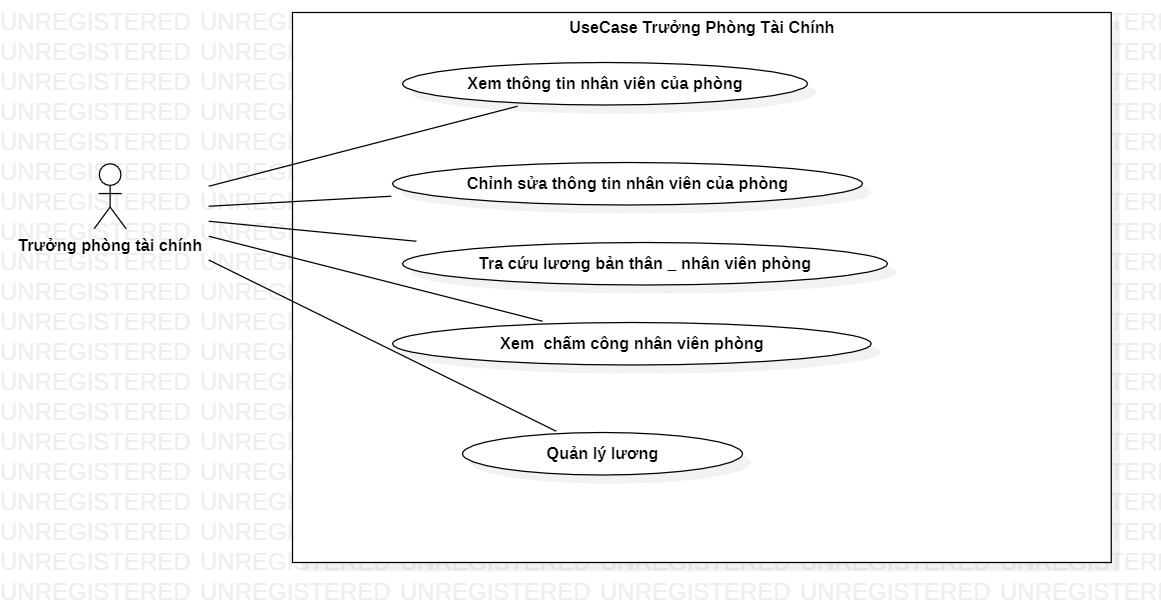 UseCase Trưởng Phòng Tài Chính
Xem thông tin nhân viên của phòng
Chỉnh sửa thông tin nhân viên của phòng
Trưởng phòng tài chính
Tra cứu lương bản thân _ nhân viên phòng
Xem  chấm công nhân viên phòng
Quản lý lương
UNREGISTERED UNREGISTERED UNREGISTERED UNREGISTERED UNREGISTERED UNREGISTERED